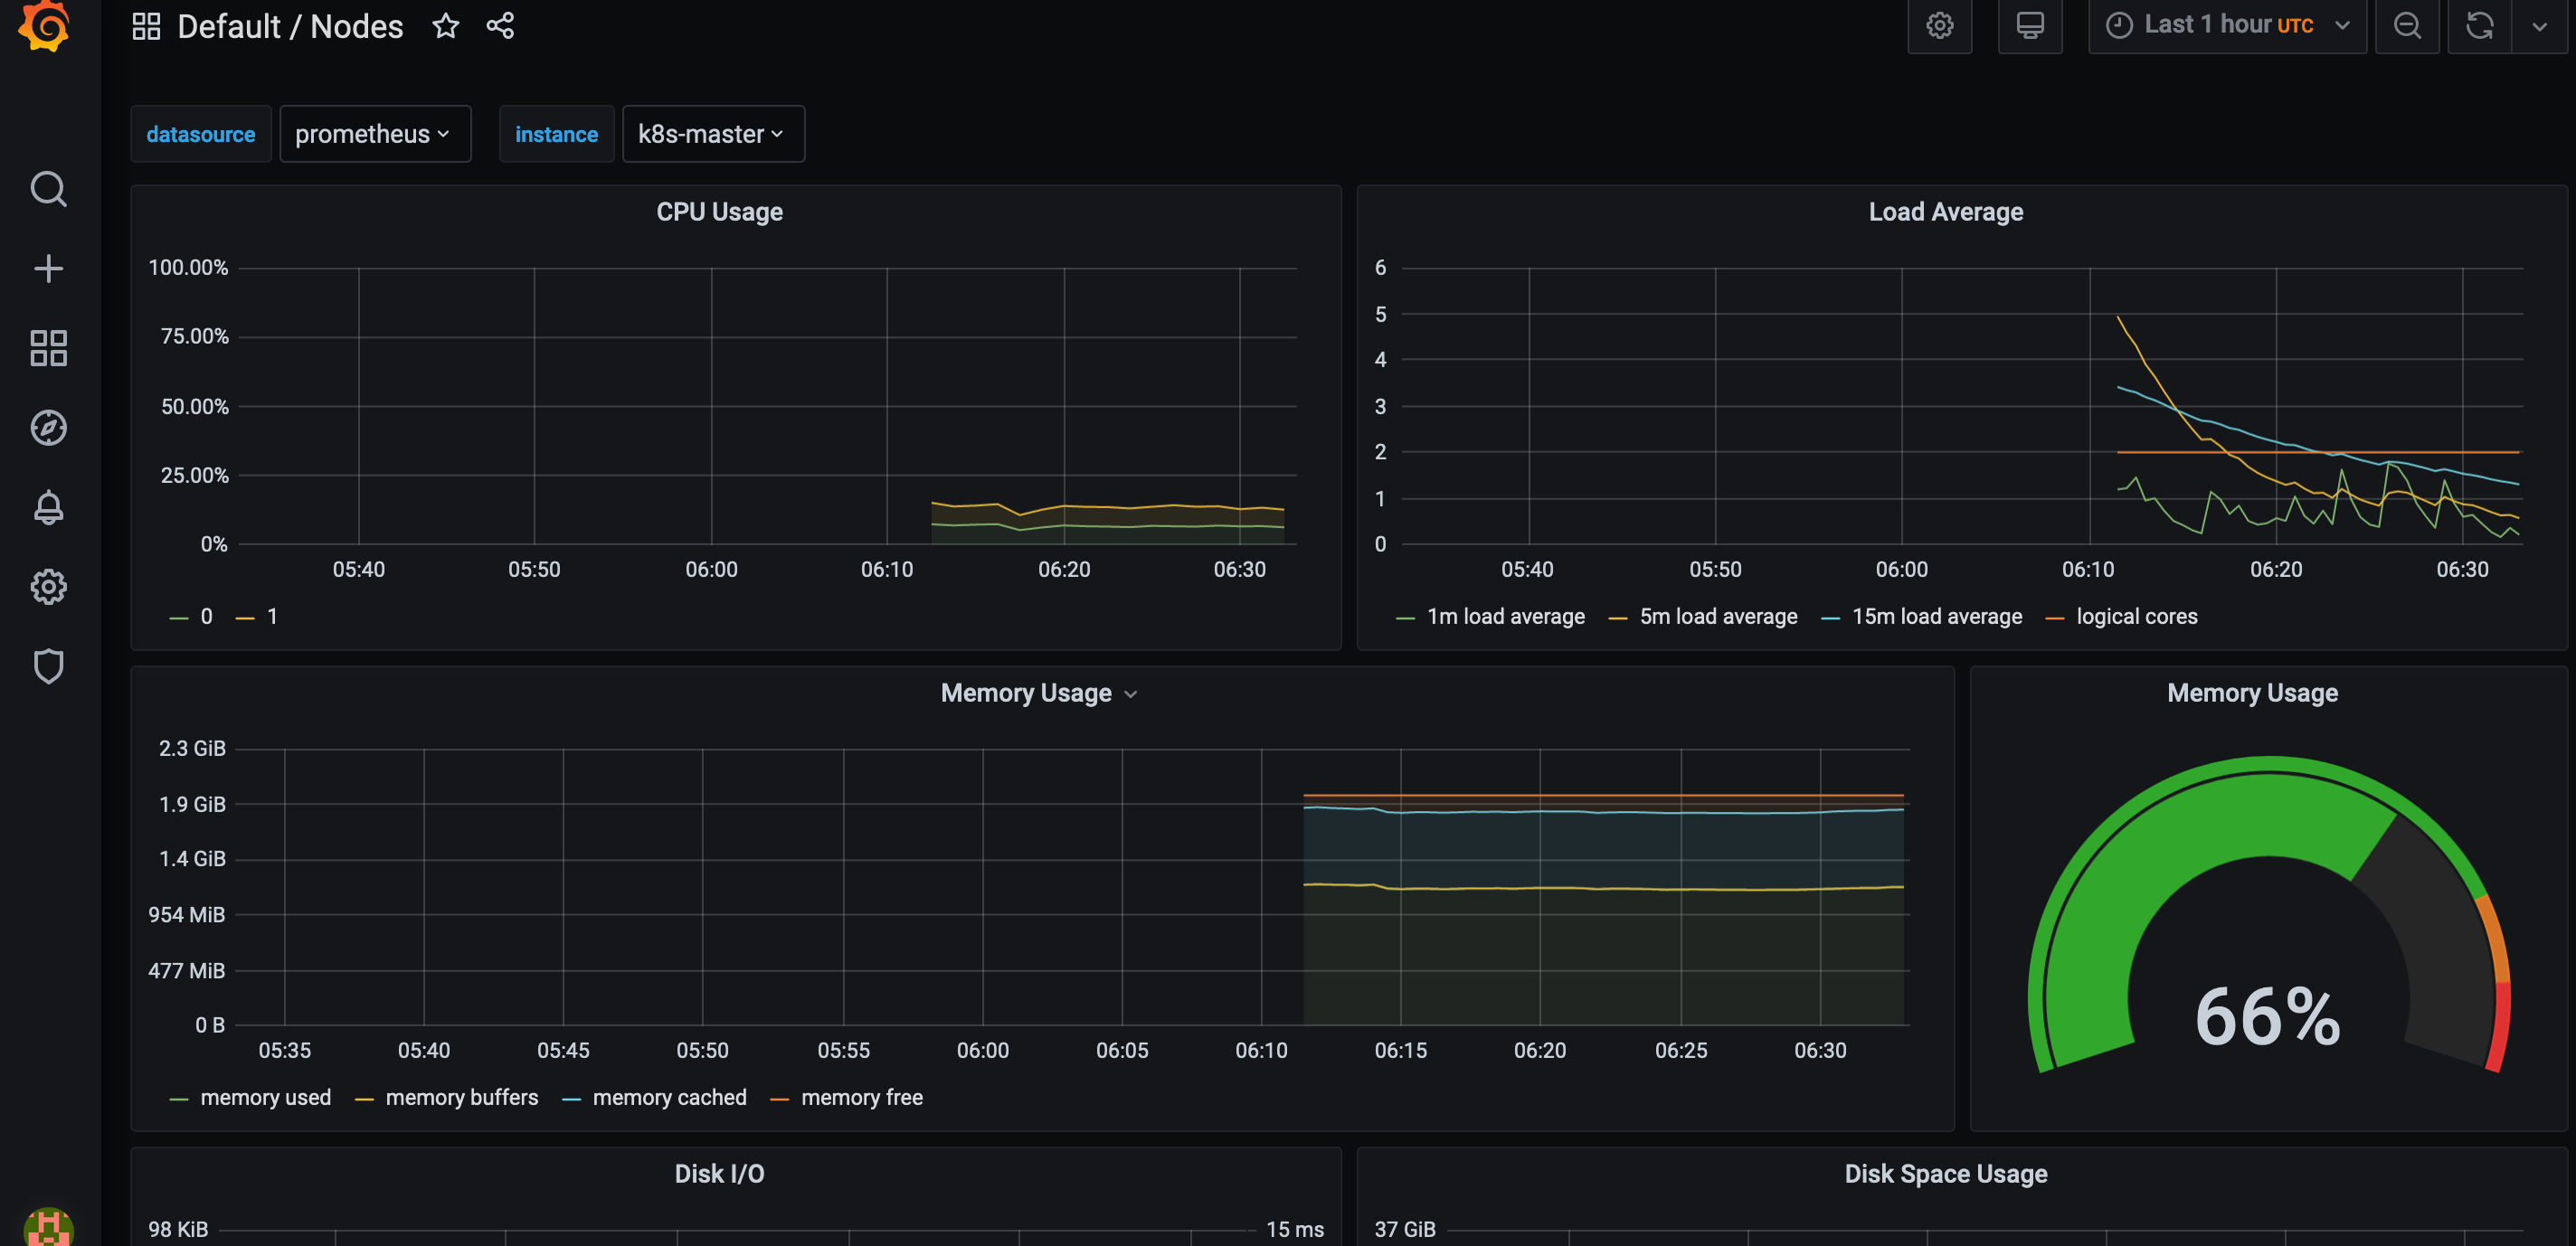 Default / Nodes
Last 1 hour UTC
datasource prometheus instance k8s-master
CPU Usage
100.00%
75.00%
50.00%
25.00%
0%
05:40 05:50 06:00 06:10 06:20 06:30
0 1
Load Average
6
5
4
3
2
1
0
05:40 05:50 06:00 06:10 06:20 06:30
1m load average 5m load average 15m load average logical cores
Memory Usage
2.3 GiB
1.9 GiB
1.4 GiB
954 MiB
477 MiB
0 B
05:35 05:40 05:45 05:50 05:55 06:00 06:05 06:10 06:15 06:20 06:25 06:30
memory used memory buffers memory cached memory free
Memory Usage
66%
Disk I/O
98 KiB 15 ms
Disk Space Usage
37 GiB